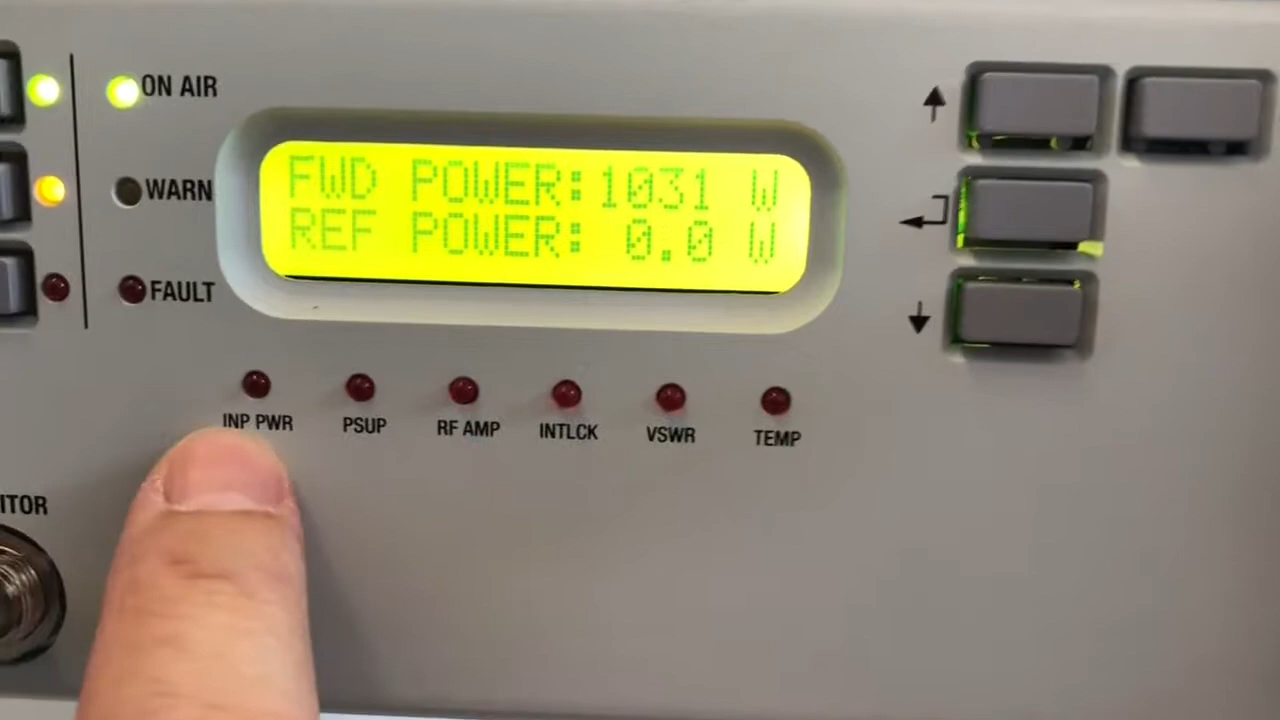 ON AIR
WARN
FAULT
FWD POWER:1031 W
REF POWER: 0.0 W
INP PWR
PSUP
RF AMP
INTLCK
VSWR
TEMP
ITOR